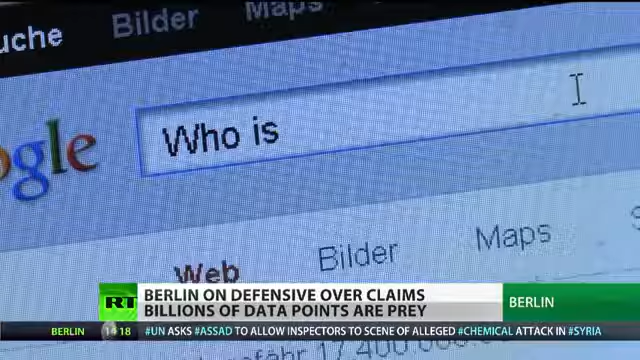 uche Bilder Maps
ogle Who is
Web Bilder Maps
RT BERLIN ON DEFENSIVE OVER CLAIMS
BILLIONS OF DATA POINTS ARE PREY
BERLIN
BERLIN 14 18 #UN ASKS #ASSAD TO ALLOW INSPECTORS TO SCENE OF ALLEGED #CHEMICAL ATTACK IN #SYRIA